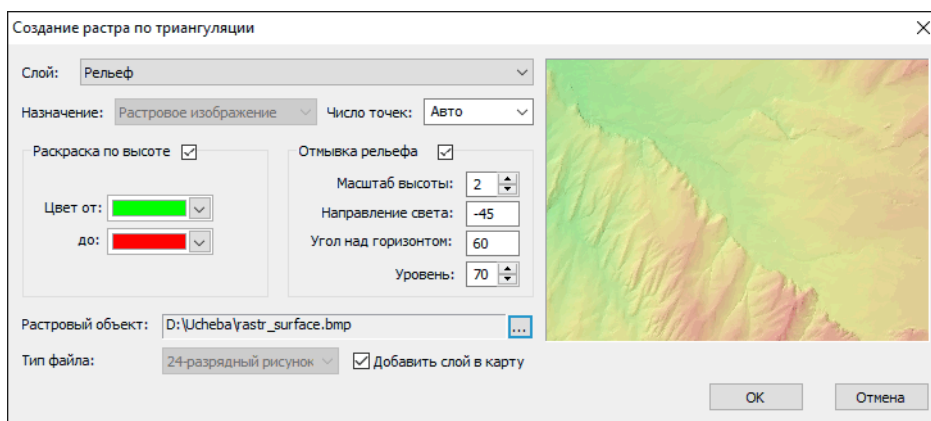 Создание растра по триангуляции
Слой: Рельеф
Назначение: Растровое изображение Число точек: Авто
Раскраска по высоте
Цвет от:
до:
Отмывка рельефа
Масштаб высоты: 2
Направление света: -45
Угол над горизонтом: 60
Уровень: 70
Растровый объект: D:\Ucheba\rastr_surface.bmp ...
Тип файла: 24-разрядный рисунок Добавить слой в карту
OK Отмена